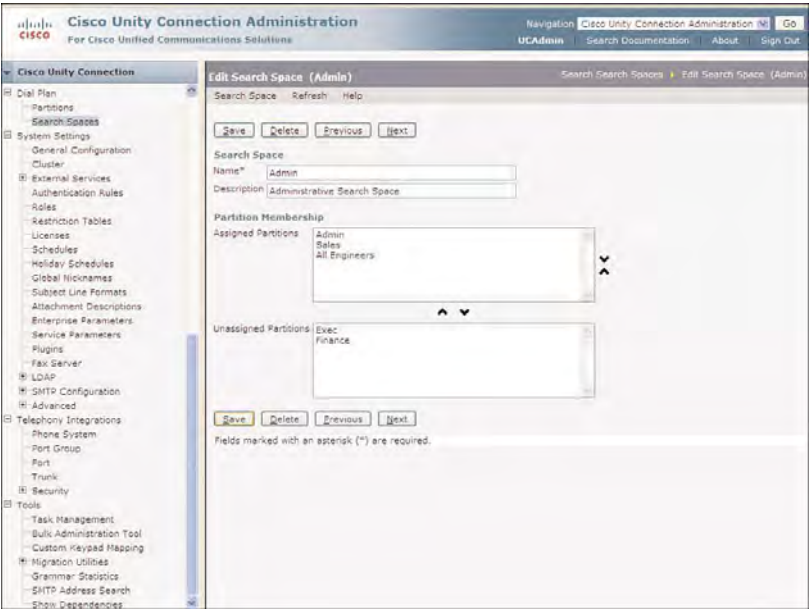 Cisco Unity Connection Administration
Navigation Cisco Unity Connection Administration Go
cisco
For Cisco Unified Communications Solutions
UCAdmin Search Documentation About Sign Out
Cisco Unity Connection
Dial Plan
Partitions
Search Spaces
System Settings
General Configuration
Cluster
External Services
Authentication Rules
Roles
Restriction Tables
Licenses
Schedules
Holiday Schedules
Global Nicknames
Subject Line Formats
Attachment Descriptions
Enterprise Parameters
Service Parameters
Plugins
Fax Server
LDAP
SMTP Configuration
Advanced
Telephony Integrations
Phone System
Port Group
Port
Trunk
Security
Tools
Task Management
Bulk Administration Tool
Custom Keypad Mapping
Migration Utilities
Grammar Statistics
SMTP Address Search
Show Dependencies
Edit Search Space (Admin)
Search Search Spaces Edit Search Space (Admin)
Search Space Refresh Help
Save Delete Previous Next
Search Space
Name* Admin
Description Administrative Search Space
Partition Membership
Assigned Partitions Admin
Sales
All Engineers
Unassigned Partitions Exec
Finance
Save Delete Previous Next
Fields marked with an asterisk (*) are required.